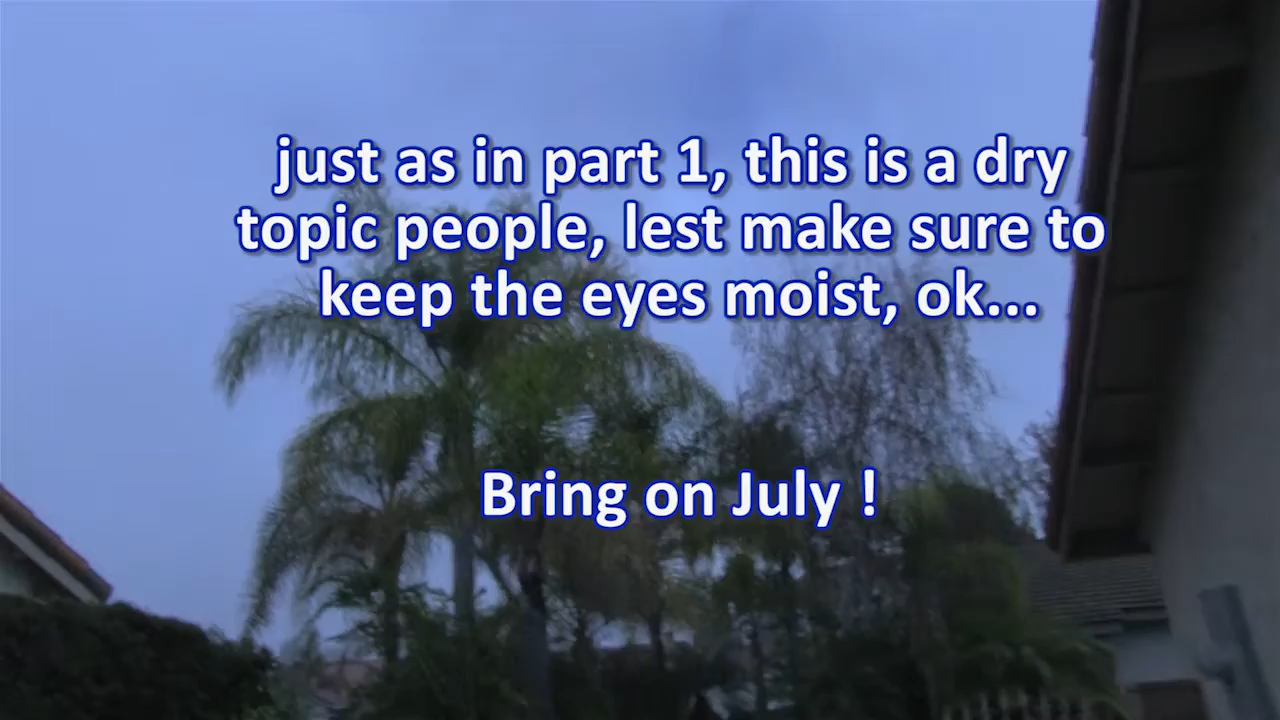 just as in part 1, this is a dry
topic people, lest make sure to
keep the eyes moist, ok...
Bring on July !